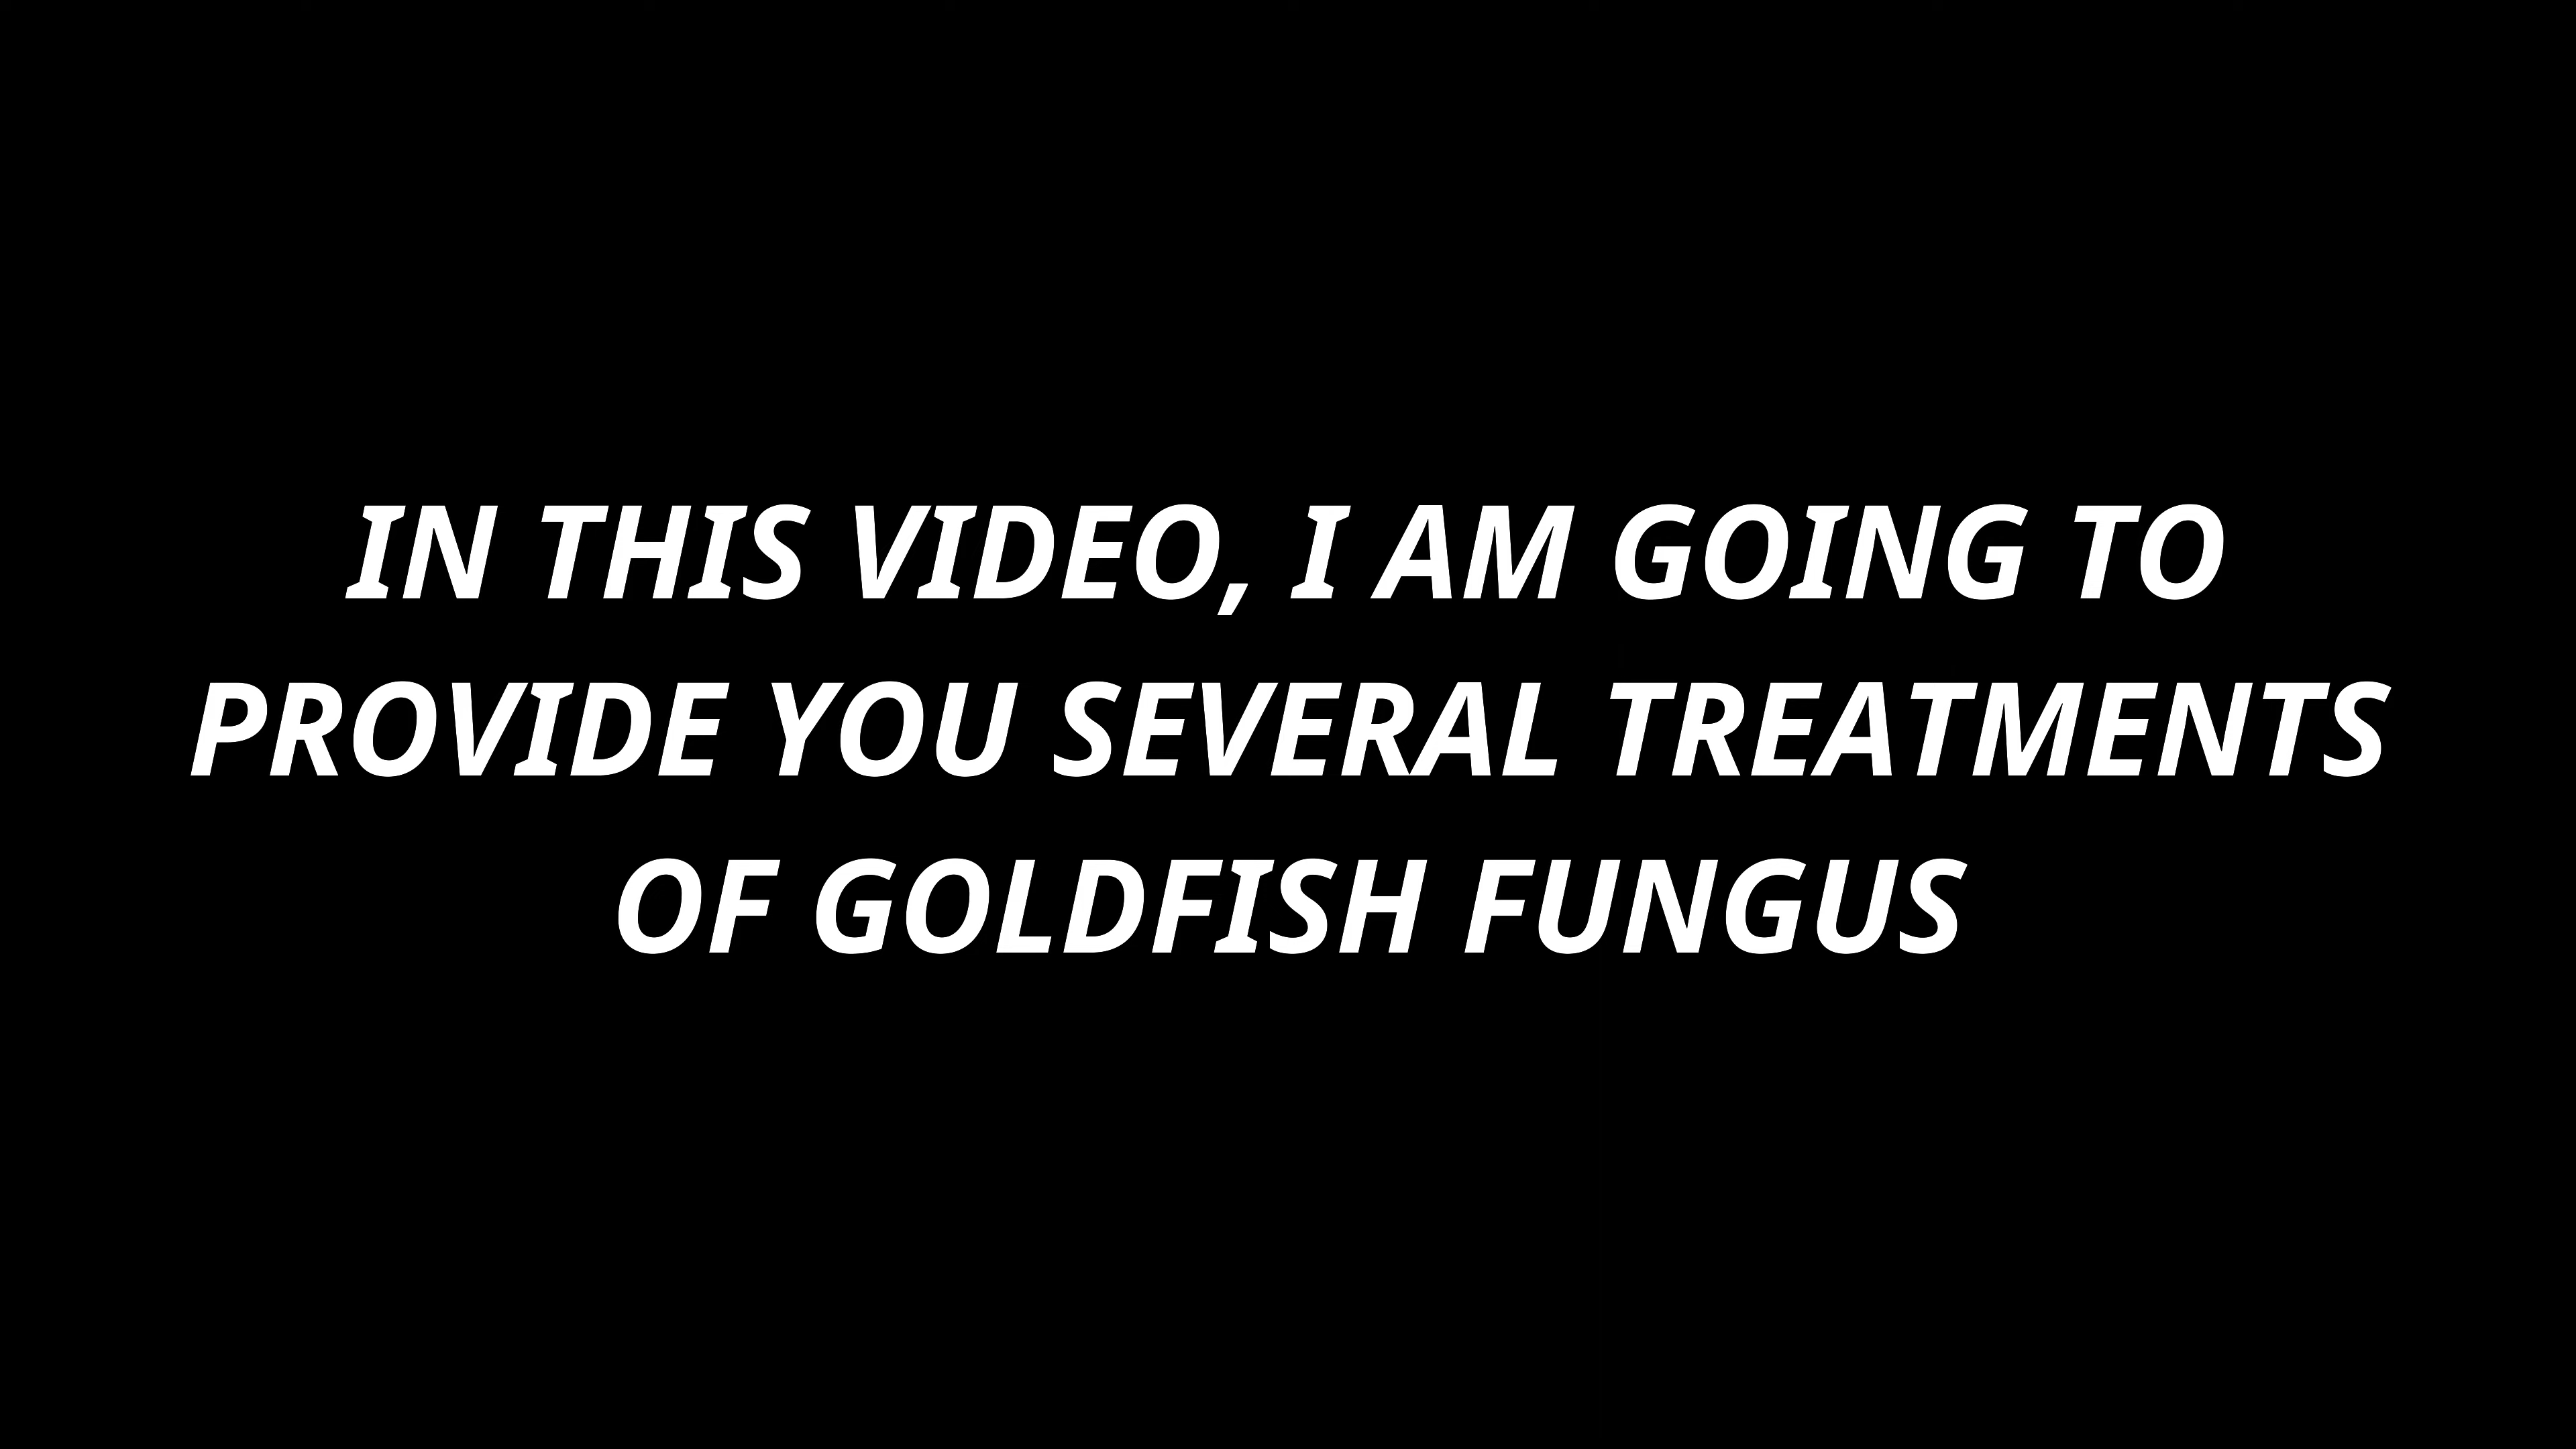 IN THIS VIDEO, I AM GOING TO
PROVIDE YOU SEVERAL TREATMENTS
OF GOLDFISH FUNGUS